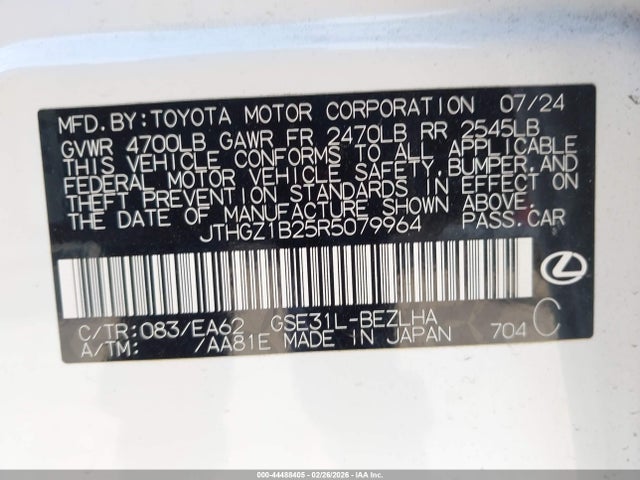 MFD.BY:TOYOTA MOTOR CORPORATION 07/24
GVWR 4700LB GAWR FR 2470LB RR 2545LB
THIS VEHICLE CONFORMS TO ALL APPLICABLE
FEDERAL MOTOR VEHICLE SAFETY,BUMPER,AND
THEFT PREVENTION STANDARDS IN EFFECT ON
THE DATE OF MANUFACTURE SHOWN ABOVE.
JTHGZ1B25R5079964 PASS.CAR
C/TR:083/EA62 GSE31L-BEZLHA
A/TM: /AA81E MADE IN JAPAN 704 C
000-44488405 - 02/26/2026 - IAA Inc.